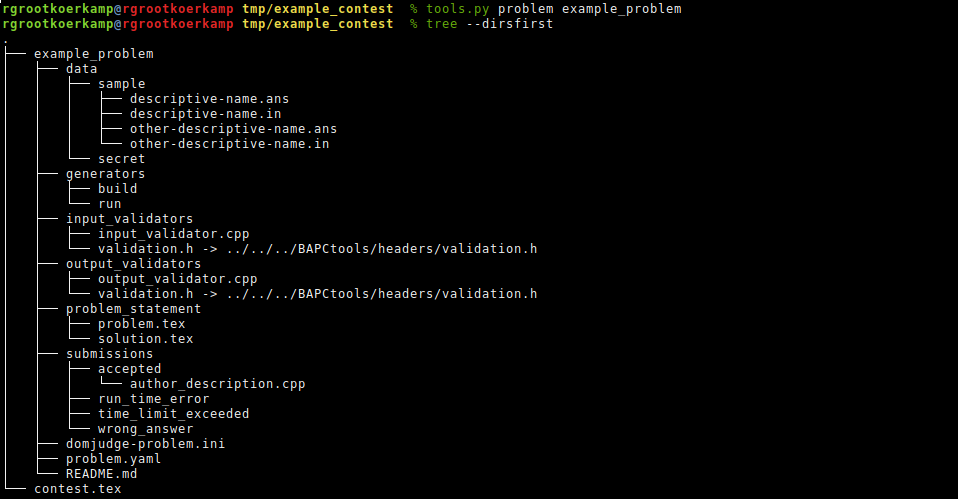 rgrootkoerkamp@rgrootkoerkamp tmp/example_contest % tools.py problem example_problem
rgrootkoerkamp@rgrootkoerkamp tmp/example_contest % tree --dirsfirst
.
├── example_problem
│   ├── data
│   │   ├── sample
│   │   │   ├── descriptive-name.ans
│   │   │   ├── descriptive-name.in
│   │   │   ├── other-descriptive-name.ans
│   │   │   └── other-descriptive-name.in
│   │   └── secret
│   ├── generators
│   │   ├── build
│   │   └── run
│   ├── input_validators
│   │   ├── input_validator.cpp
│   │   └── validation.h -> ../../../BAPCtools/headers/validation.h
│   ├── output_validators
│   │   ├── output_validator.cpp
│   │   └── validation.h -> ../../../BAPCtools/headers/validation.h
│   ├── problem_statement
│   │   ├── problem.tex
│   │   └── solution.tex
│   ├── submissions
│   │   ├── accepted
│   │   │   └── author_description.cpp
│   │   ├── run_time_error
│   │   ├── time_limit_exceeded
│   │   └── wrong_answer
│   ├── domjudge-problem.ini
│   ├── problem.yaml
│   └── README.md
└── contest.tex